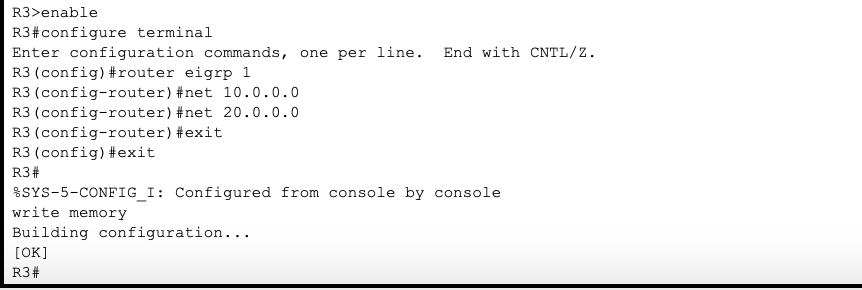 R3>enable
R3#configure terminal
Enter configuration commands, one per line.  End with CNTL/Z.
R3(config)#router eigrp 1
R3(config-router)#net 10.0.0.0
R3(config-router)#net 20.0.0.0
R3(config-router)#exit
R3(config)#exit
R3#
%SYS-5-CONFIG_I: Configured from console by console
write memory
Building configuration...
[OK]
R3#